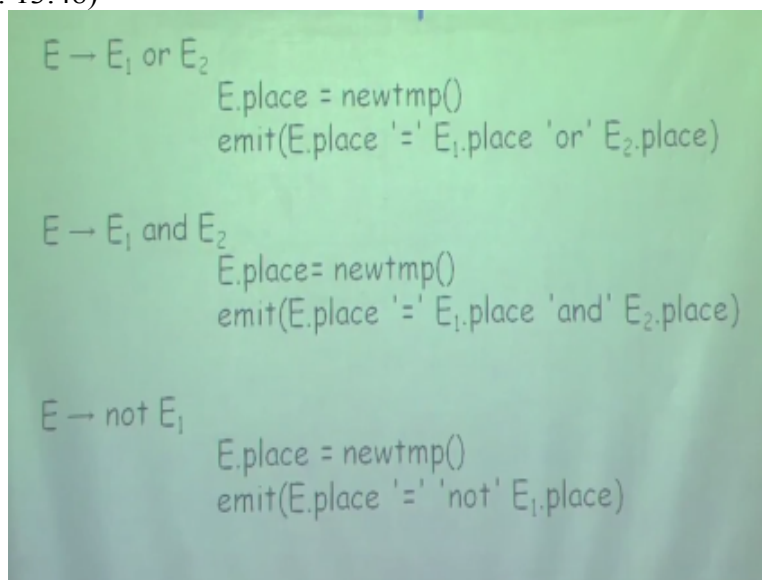 E → E₁ or E₂
E.place = newtmp()
emit(E.place '=' E₁.place 'or' E₂.place)
E → E₁ and E₂
E.place= newtmp()
emit(E.place '=' E₁.place 'and' E₂.place)
E → not E₁
E.place = newtmp()
emit(E.place '=' 'not' E₁.place)